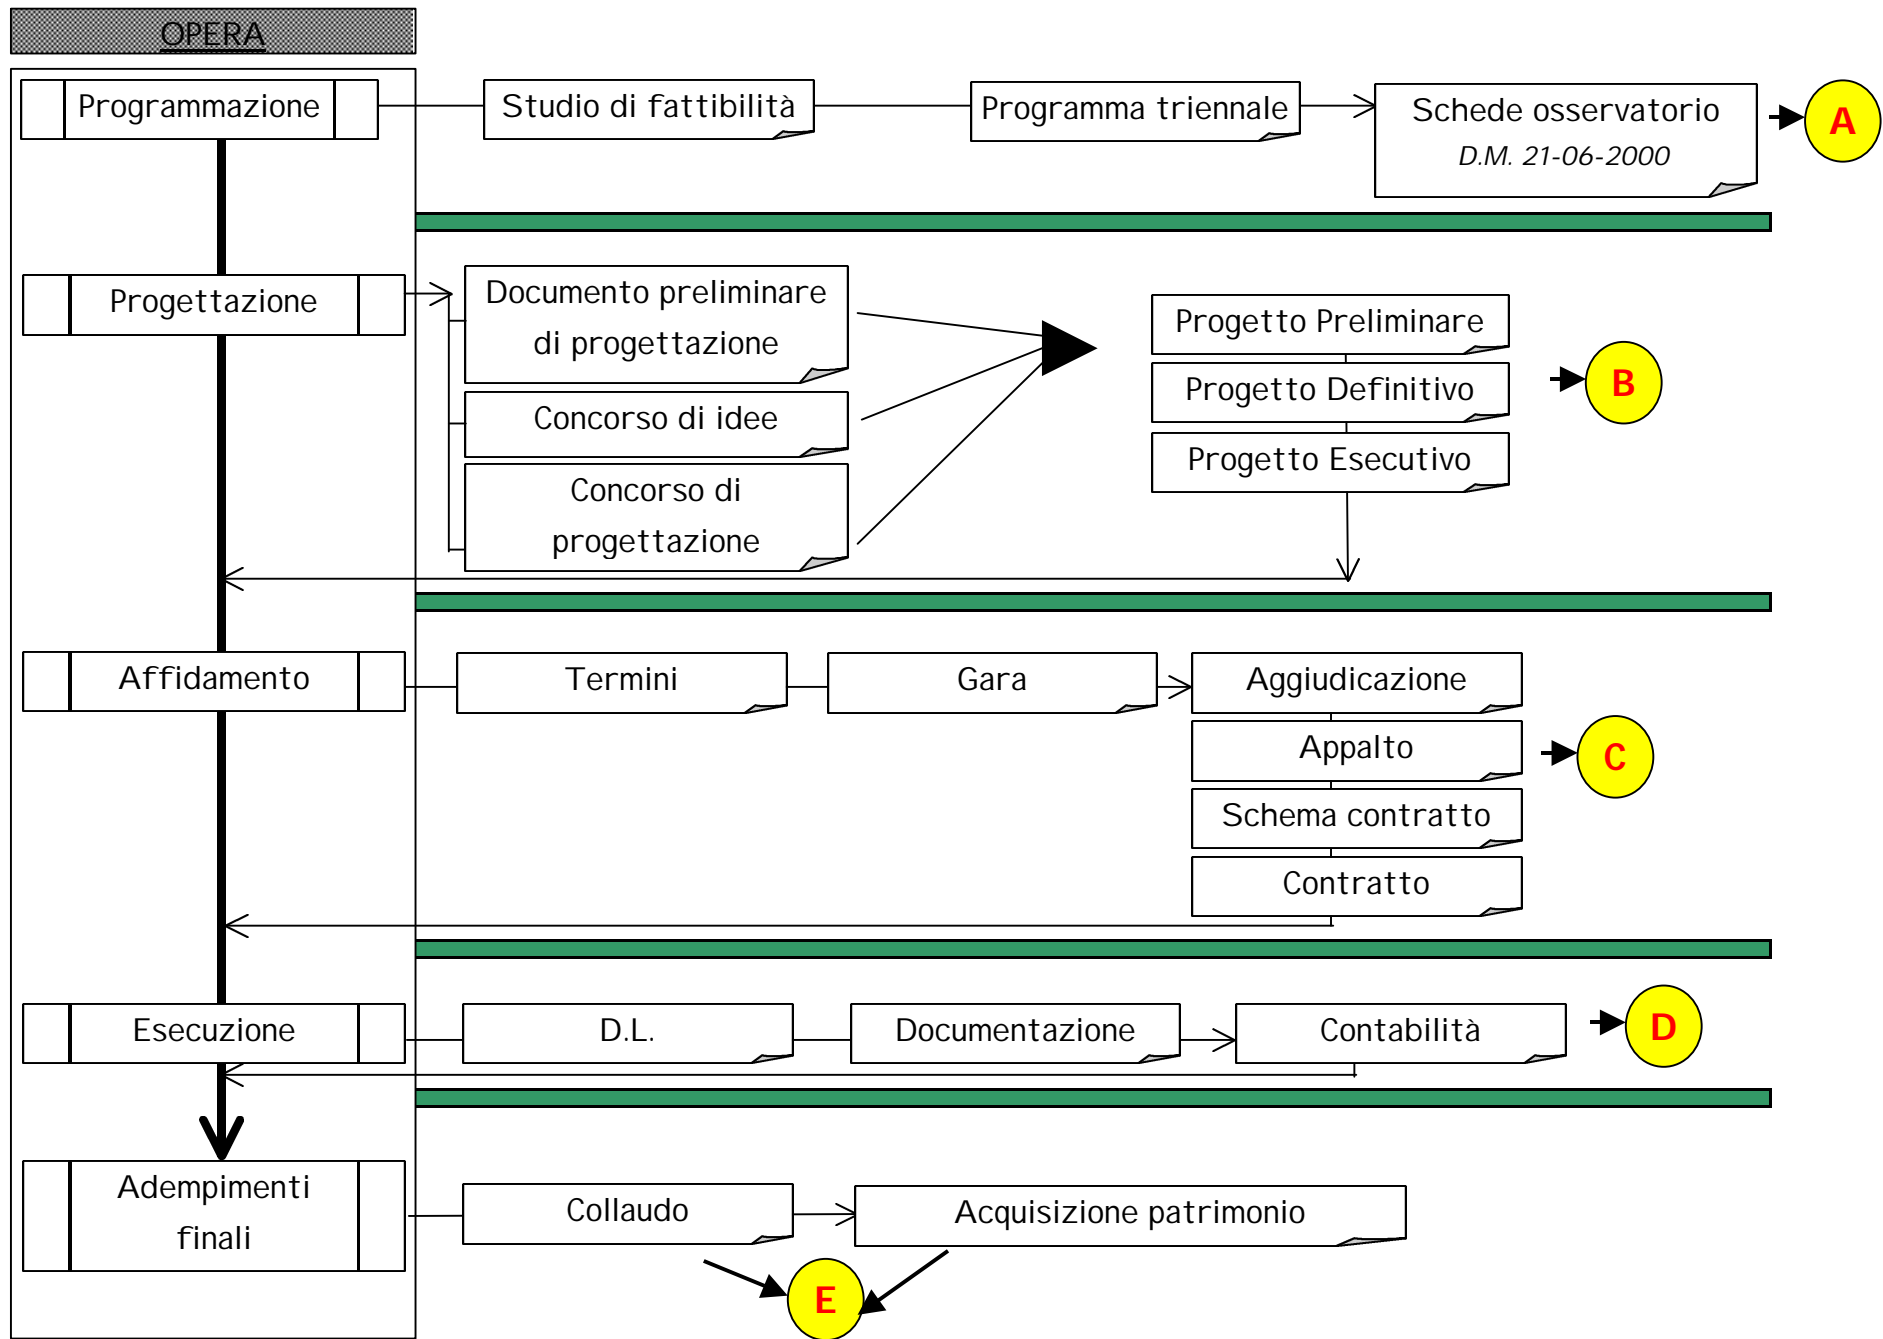 OPERA
Programmazione
Studio di fattibilità
Programma triennale
Schede osservatorio
D.M. 21-06-2000
A
Progettazione
Documento preliminare
di progettazione
Concorso di idee
Concorso di
progettazione
Progetto Preliminare
Progetto Definitivo
Progetto Esecutivo
B
Affidamento
Termini
Gara
Aggiudicazione
Appalto
Schema contratto
Contratto
C
Esecuzione
D.L.
Documentazione
Contabilità
D
Adempimenti
finali
Collaudo
Acquisizione patrimonio
E